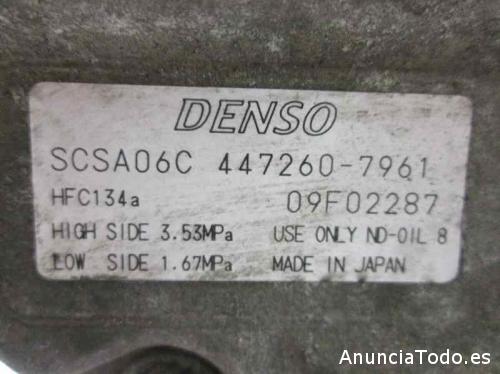 DENSO
SCSA06C 447260-7961
HFC134a 09F02287
HIGH SIDE 3.53MPa USE ONLY ND-OIL 8
LOW SIDE 1.67MPa MADE IN JAPAN
AnunciaTodo.es